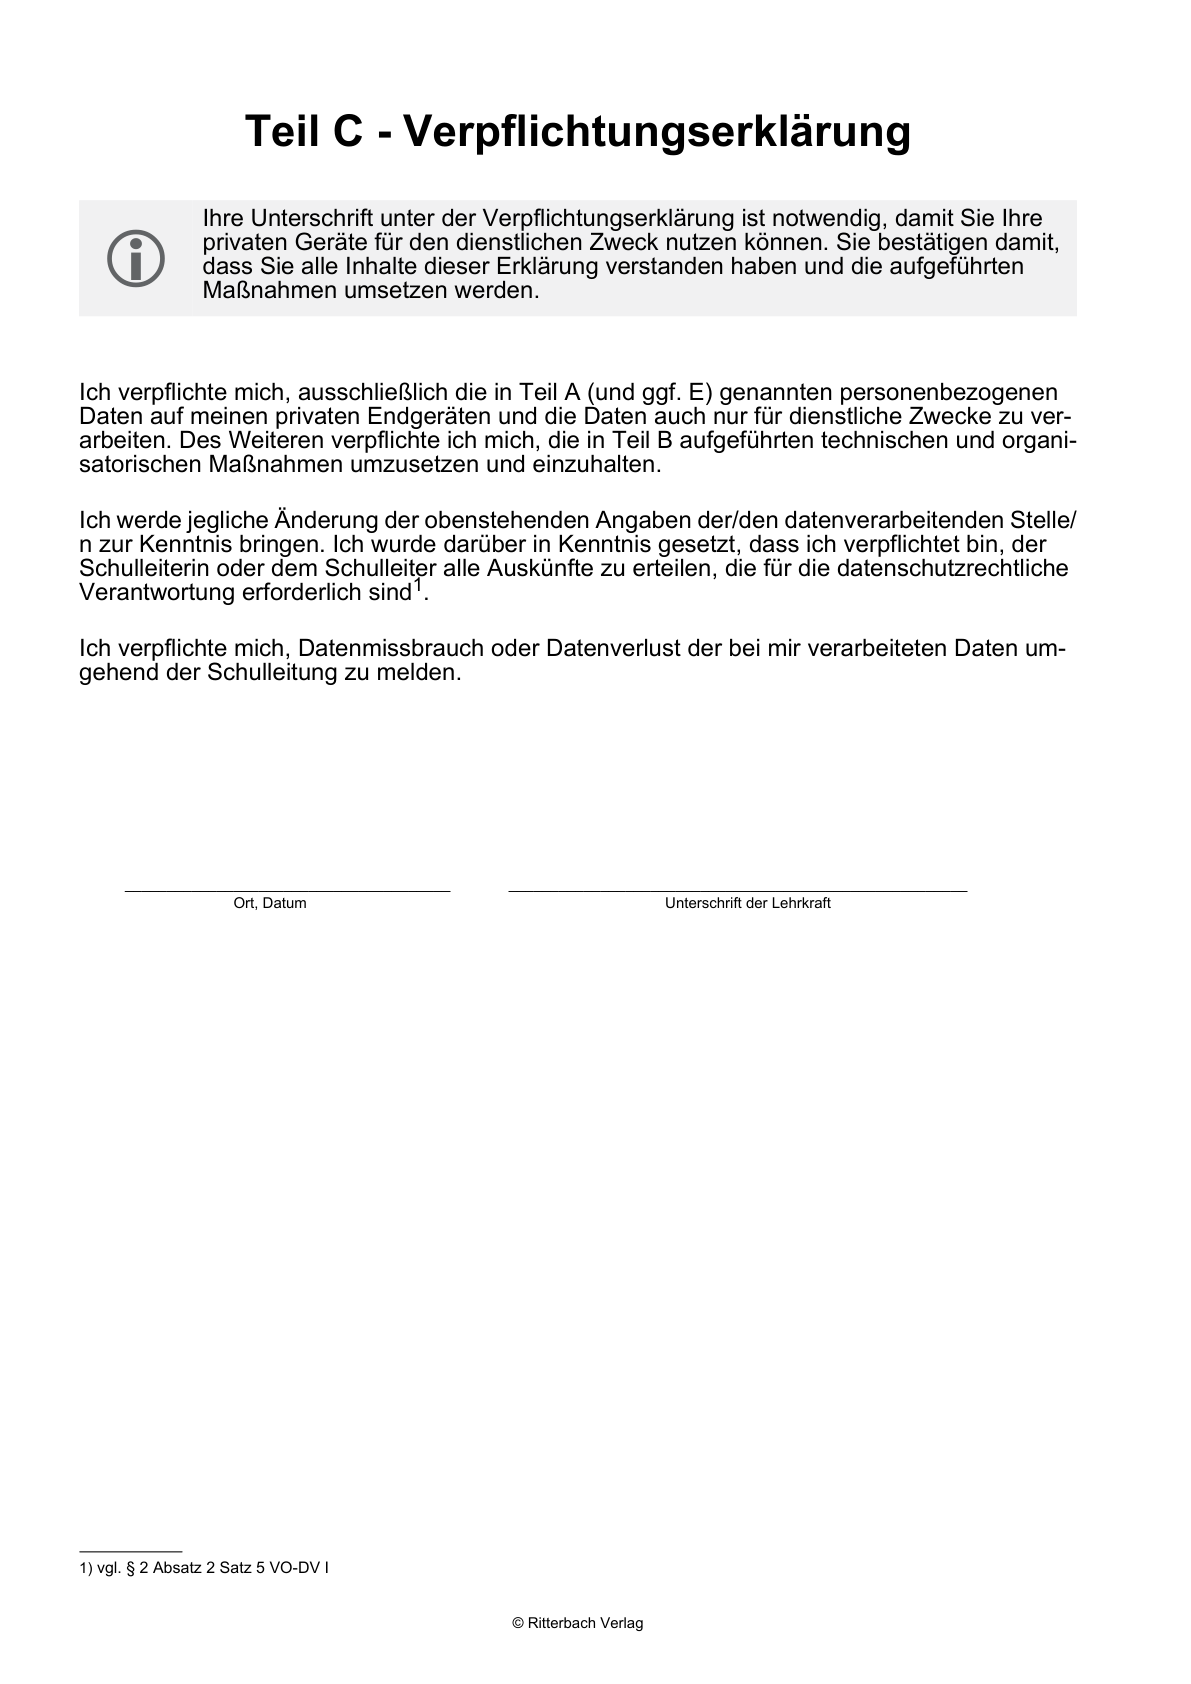 Teil C - Verpflichtungserklärung
Ihre Unterschrift unter der Verpflichtungserklärung ist notwendig, damit Sie Ihre
privaten Geräte für den dienstlichen Zweck nutzen können. Sie bestätigen damit,
dass Sie alle Inhalte dieser Erklärung verstanden haben und die aufgeführten
Maßnahmen umsetzen werden.
Ich verpflichte mich, ausschließlich die in Teil A (und ggf. E) genannten personenbezogenen
Daten auf meinen privaten Endgeräten und die Daten auch nur für dienstliche Zwecke zu ver-
arbeiten. Des Weiteren verpflichte ich mich, die in Teil B aufgeführten technischen und organi-
satorischen Maßnahmen umzusetzen und einzuhalten.
Ich werde jegliche Änderung der obenstehenden Angaben der/den datenverarbeitenden Stelle/
n zur Kenntnis bringen. Ich wurde darüber in Kenntnis gesetzt, dass ich verpflichtet bin, der
Schulleiterin oder dem Schulleiter alle Auskünfte zu erteilen, die für die datenschutzrechtliche
Verantwortung erforderlich sind1.
Ich verpflichte mich, Datenmissbrauch oder Datenverlust der bei mir verarbeiteten Daten um-
gehend der Schulleitung zu melden.
Ort, Datum
Unterschrift der Lehrkraft
1) vgl. § 2 Absatz 2 Satz 5 VO-DV I
© Ritterbach Verlag